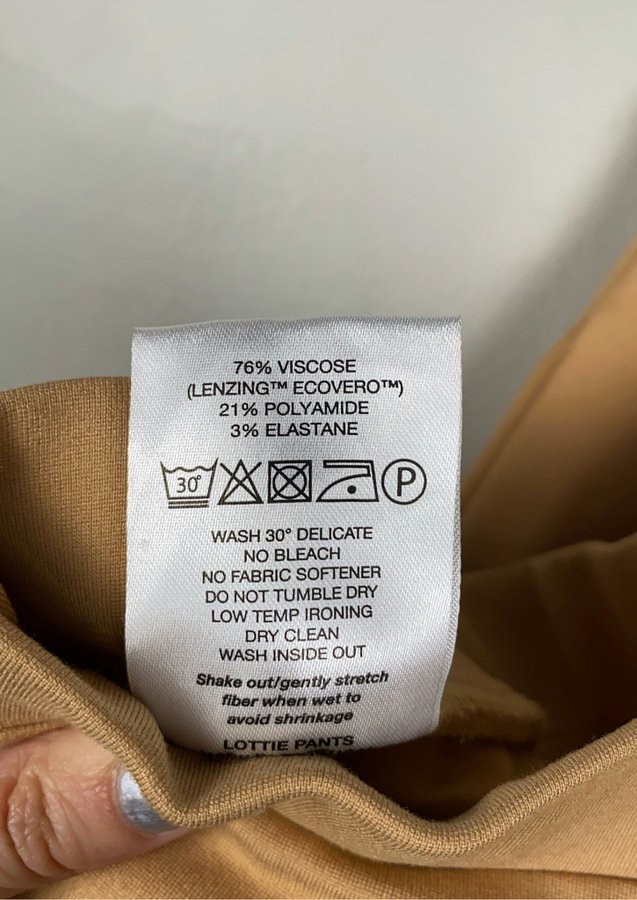 76% VISCOSE
(LENZING™ ECOVERO™)
21% POLYAMIDE
3% ELASTANE
30° P
WASH 30° DELICATE
NO BLEACH
NO FABRIC SOFTENER
DO NOT TUMBLE DRY
LOW TEMP IRONING
DRY CLEAN
WASH INSIDE OUT
Shake out/gently stretch
fiber when wet to
avoid shrinkage
LOTTIE PANTS